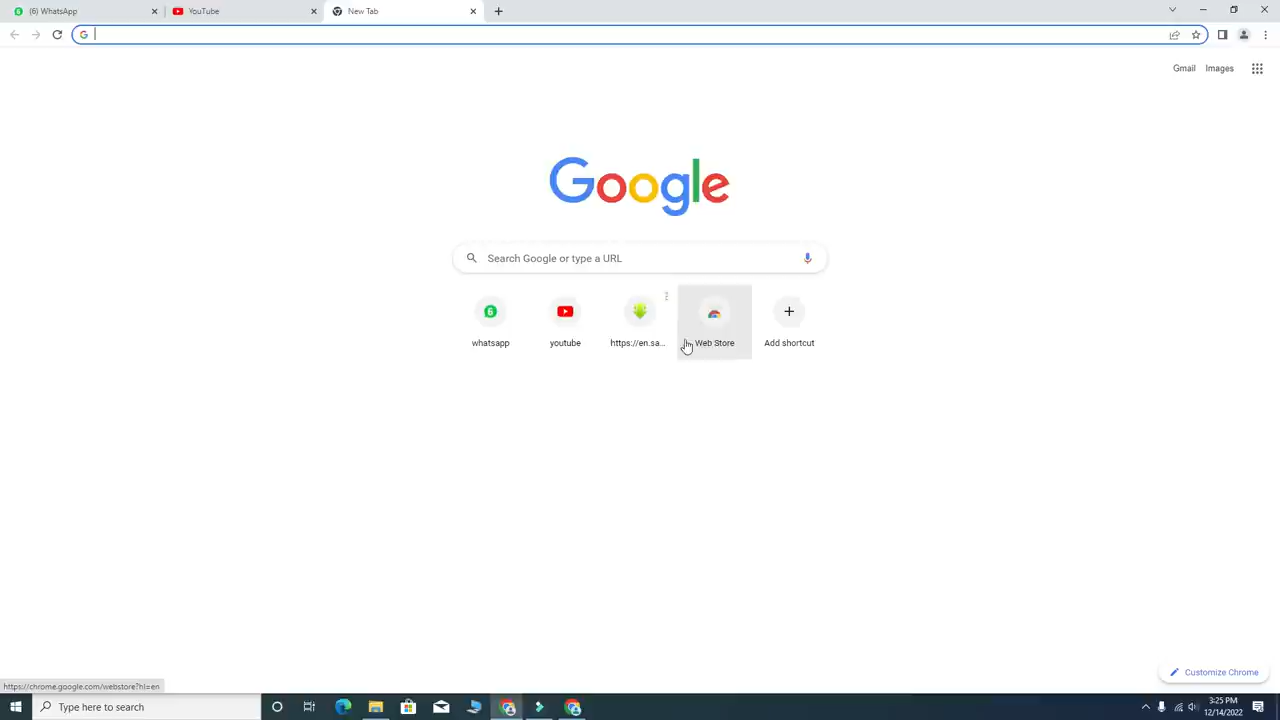 (6) WhatsApp
YouTube
New Tab
Gmail
Images
Google
Search Google or type a URL
6
whatsapp
youtube
https://en.sa...
Web Store
Add shortcut
Customize Chrome
https://chrome.google.com/webstore?hl=en
Type here to search
3:25 PM
12/14/2022